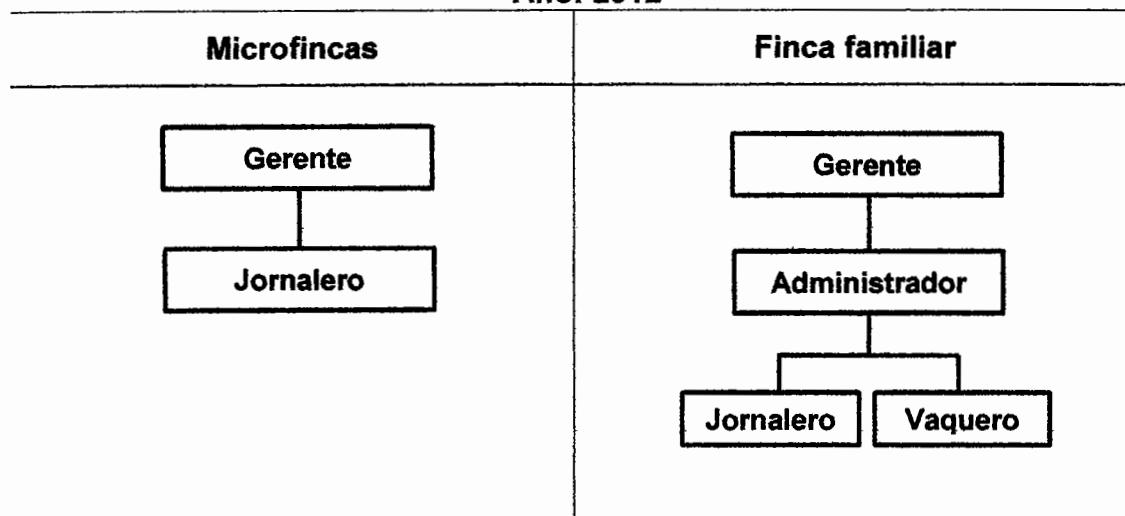 Microfincas
Finca familiar
Gerente
Jornalero
Gerente
Administrador
Jornalero
Vaquero